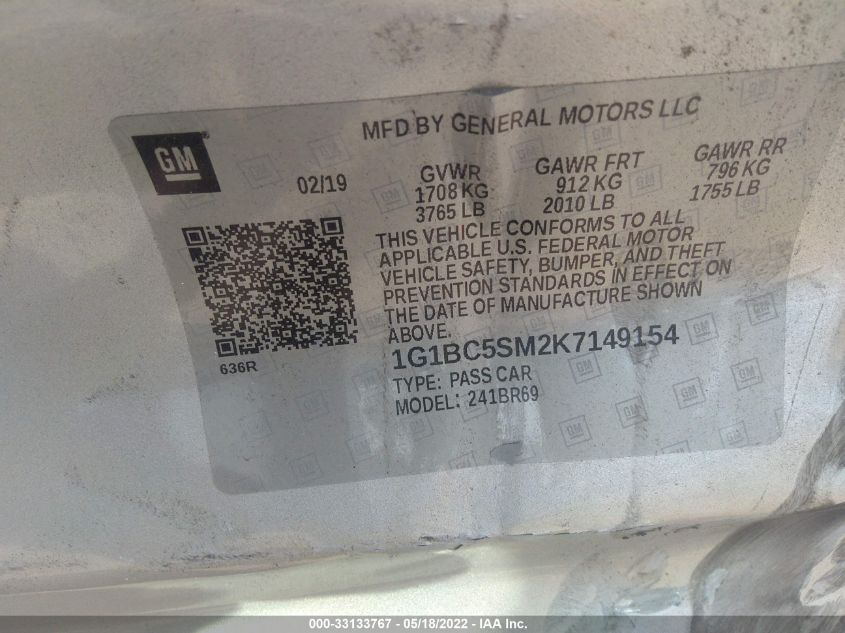 MFD BY GENERAL MOTORS LLC
GM
02/19
GVWR
1708 KG
3765 LB
GAWR FRT
912 KG
2010 LB
GAWR RR
796 KG
1755 LB
THIS VEHICLE CONFORMS TO ALL
APPLICABLE U.S. FEDERAL MOTOR
VEHICLE SAFETY, BUMPER, AND THEFT
PREVENTION STANDARDS IN EFFECT ON
THE DATE OF MANUFACTURE SHOWN
ABOVE.
1G1BC5SM2K7149154
TYPE: PASS CAR
MODEL: 241BR69
636R
000-33133767 - 05/18/2022 - IAA Inc.